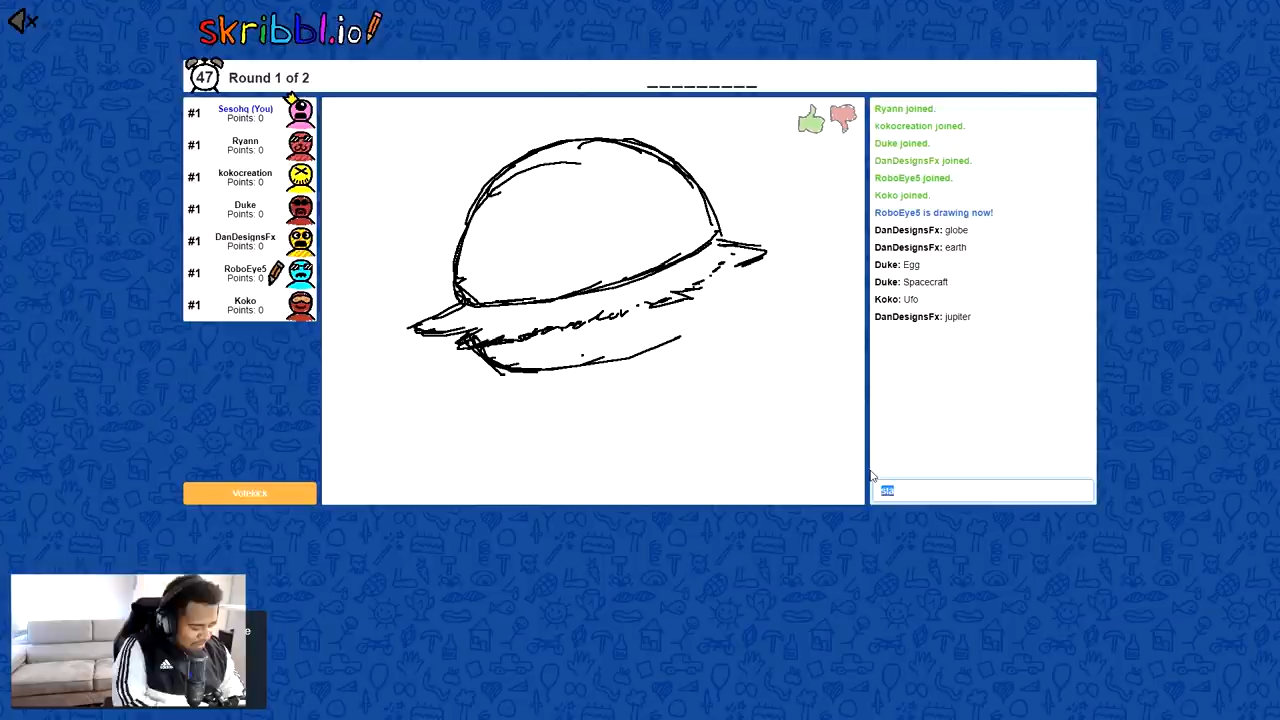 skribbl.io
47
Round 1 of 2
_________
#1
Sesohq (You)
Points: 0
#1
Ryann
Points: 0
#1
kokocreation
Points: 0
#1
Duke
Points: 0
#1
DanDesignsFx
Points: 0
#1
RoboEye5
Points: 0
#1
Koko
Points: 0
Votekick
Ryann joined.
kokocreation joined.
Duke joined.
DanDesignsFx joined.
RoboEye5 joined.
Koko joined.
RoboEye5 is drawing now!
DanDesignsFx: globe
DanDesignsFx: earth
Duke: Egg
Duke: Spacecraft
Koko: Ufo
DanDesignsFx: jupiter
e